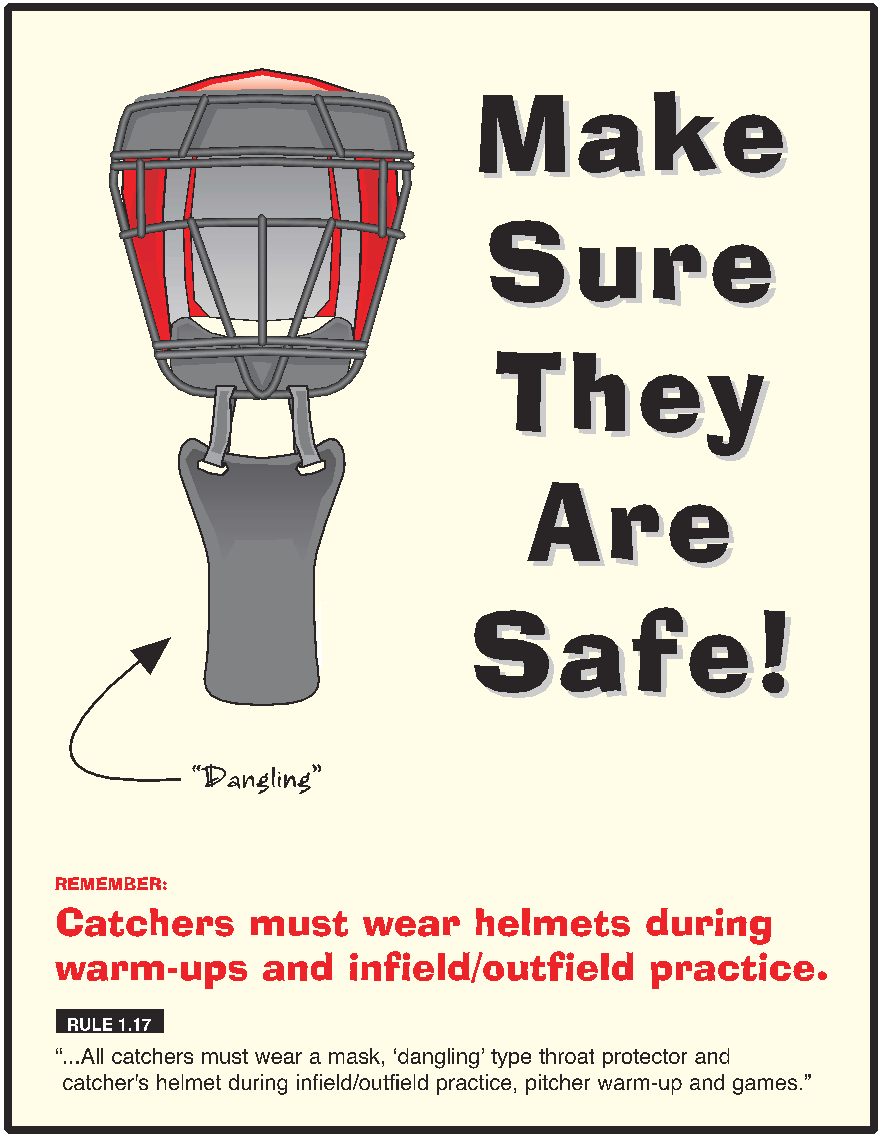 Make
Sure
They
Are
Safe!
“Dangling”
REMEMBER:
Catchers must wear helmets during
warm-ups and infield/outfield practice.
RULE 1.17
“...All catchers must wear a mask, ‘dangling’ type throat protector and
catcher's helmet during infield/outfield practice, pitcher warm-up and games.”